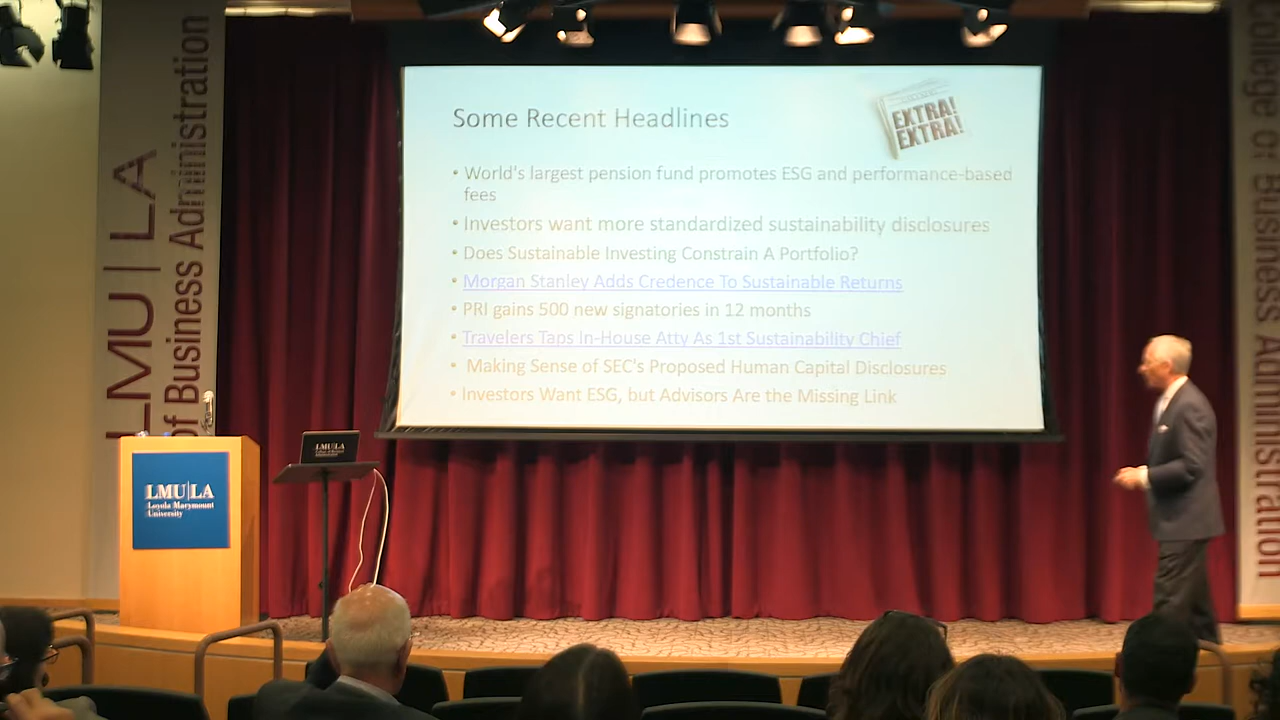 LMU|LA
of Business Administration
Some Recent Headlines
EXTRA!
EXTRA!
• World's largest pension fund promotes ESG and performance-based
fees
• Investors want more standardized sustainability disclosures
• Does Sustainable Investing Constrain A Portfolio?
• Morgan Stanley Adds Credence To Sustainable Returns
• PRI gains 500 new signatories in 12 months
• Travelers Taps In-House Atty As 1st Sustainability Chief
• Making Sense of SEC's Proposed Human Capital Disclosures
• Investors Want ESG, but Advisors Are the Missing Link
College of Business Administration
LMU|LA
LMU|LA
Loyola Marymount
University